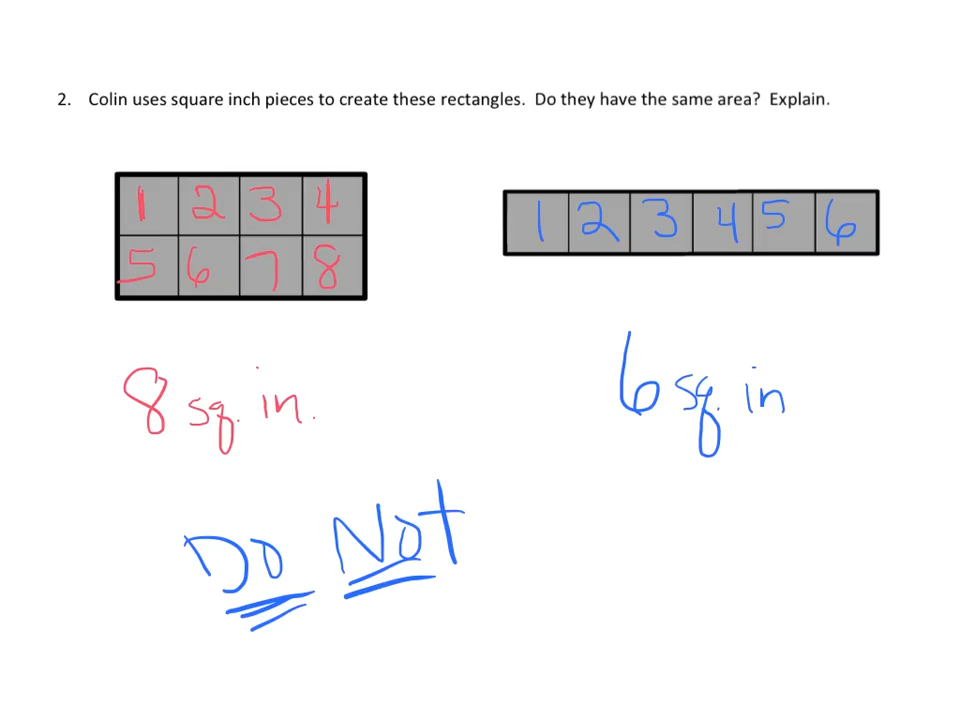 2. Colin uses square inch pieces to create these rectangles. Do they have the same area? Explain.
1 2 3 4
5 6 7 8
1 2 3 4 5 6
8 sq. in.
6 sq. in
Do Not